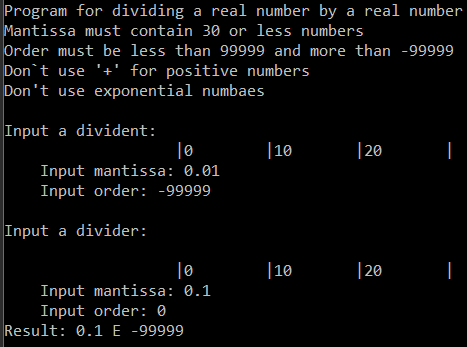 Program for dividing a real number by a real number
Mantissa must contain 30 or less numbers
Order must be less than 99999 and more than -99999
Don`t use '+' for positive numbers
Don't use exponential numbaes
Input a divident:
|0        |10       |20       |
Input mantissa: 0.01
Input order: -99999
Input a divider:
|0        |10       |20       |
Input mantissa: 0.1
Input order: 0
Result: 0.1 E -99999